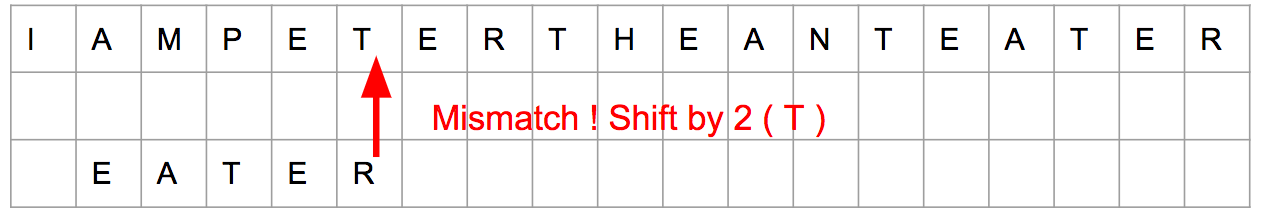 I A M P E T E R T H E A N T E A T E R
Mismatch ! Shift by 2 ( T )
E A T E R